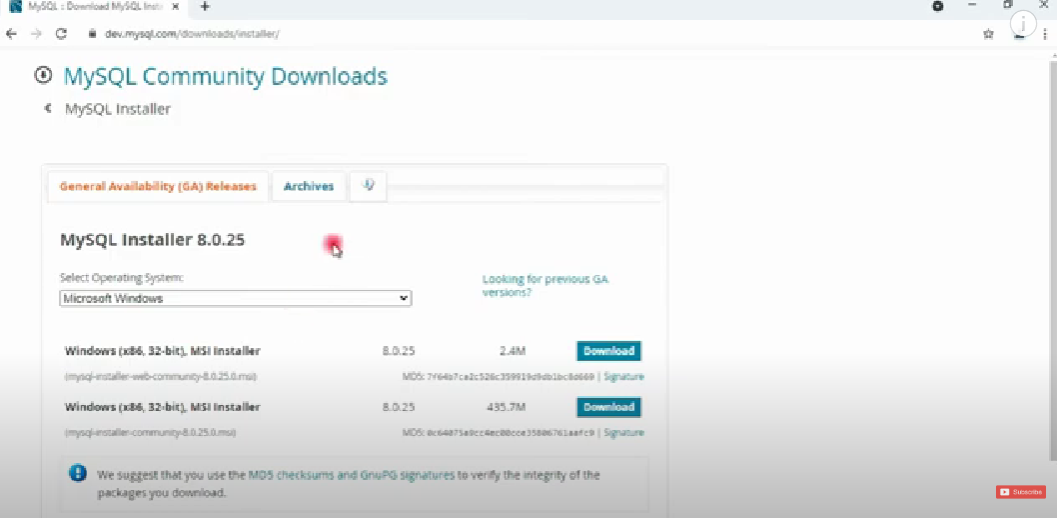 MySQL : Download MySQL Insta
dev.mysql.com/downloads/installer/
MySQL Community Downloads
MySQL Installer
General Availability (GA) Releases
Archives
MySQL Installer 8.0.25
Select Operating System:
Looking for previous GA
versions?
Microsoft Windows
Windows (x86, 32-bit), MSI Installer 8.0.25 2.4M Download
(mysql-installer-web-community-8.0.25.0.msi) MD5: | Signature
Windows (x86, 32-bit), MSI Installer 8.0.25 435.7M Download
(mysql-installer-community-8.0.25.0.msi) MD5: | Signature
We suggest that you use the MD5 checksums and GnuPG signatures to verify the integrity of the
packages you download.
Subscribe